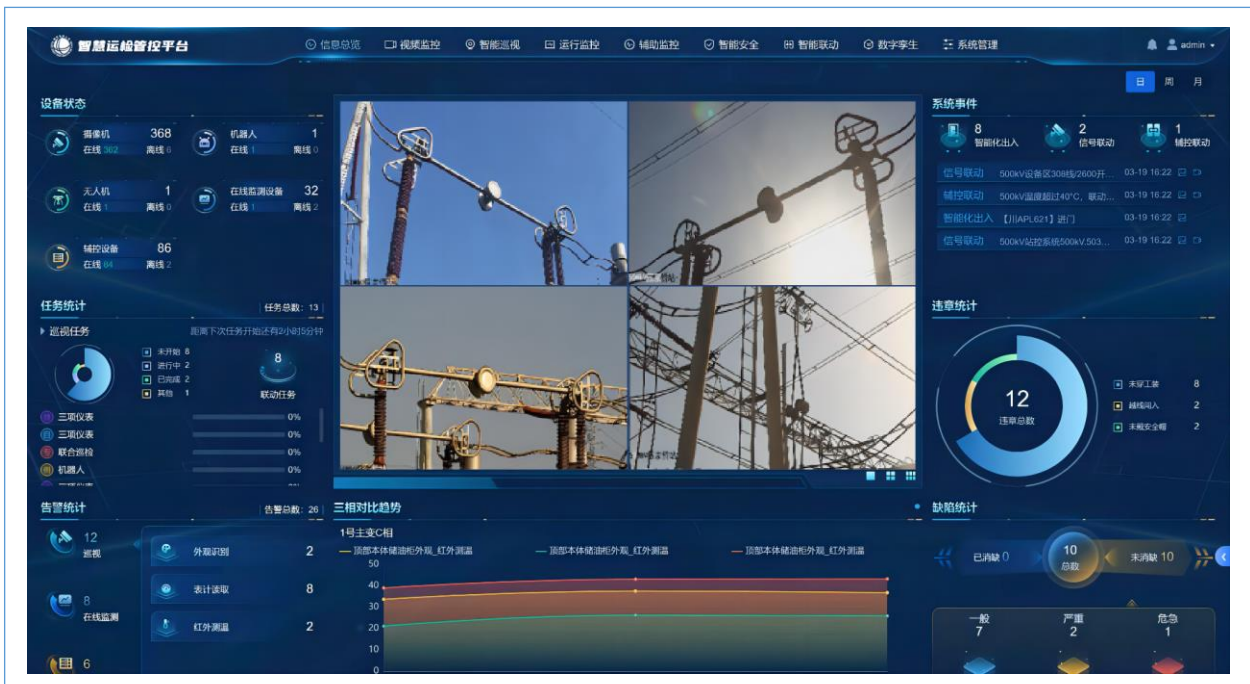 智慧运检管控平台
信息总览 视频监控 智能巡视 运行监控 辅助监控 智能安全 智能联动 数字孪生 系统管理 admin
日 周 月
设备状态
摄像机 368
在线 362 离线 6
机器人 1
在线 1 离线 0
无人机 1
在线 1 离线 0
在线监测设备 32
在线 1 离线 2
辅控设备 86
在线 84 离线 2
任务统计 任务总数: 13
巡视任务 距离下次任务开始还有2小时5分钟
未开始 8
进行中 2
已完成 2
其他 1
8
联动任务
三项仪表 0%
三项仪表 0%
联合巡检 0%
机器人 0%
告警统计 告警总数: 26
12
巡视
8
在线监测
6
外观识别 2
表计读取 8
红外测温 2
三相对比趋势
1号主变C相
顶部本体储油柜外观_红外测温 顶部本体储油柜外观_红外测温 顶部本体储油柜外观_红外测温
50
40
30
20
10
0
系统事件
8
智能化出入
2
信号联动
1
辅控联动
信号联动 500kV设备区308线/2600开... 03-19 16:22
辅控联动 500kV温度超过40°C，联动... 03-19 16:22
智能化出入 【川APL621】进门 03-19 16:22
信号联动 500kV站控系统500kV.503... 03-19 16:22
违章统计
12
违章总数
未穿工装 8
越线闯入 2
未戴安全帽 2
缺陷统计
已消缺 0
10
总数
未消缺 10
一般
7
严重
2
危急
1